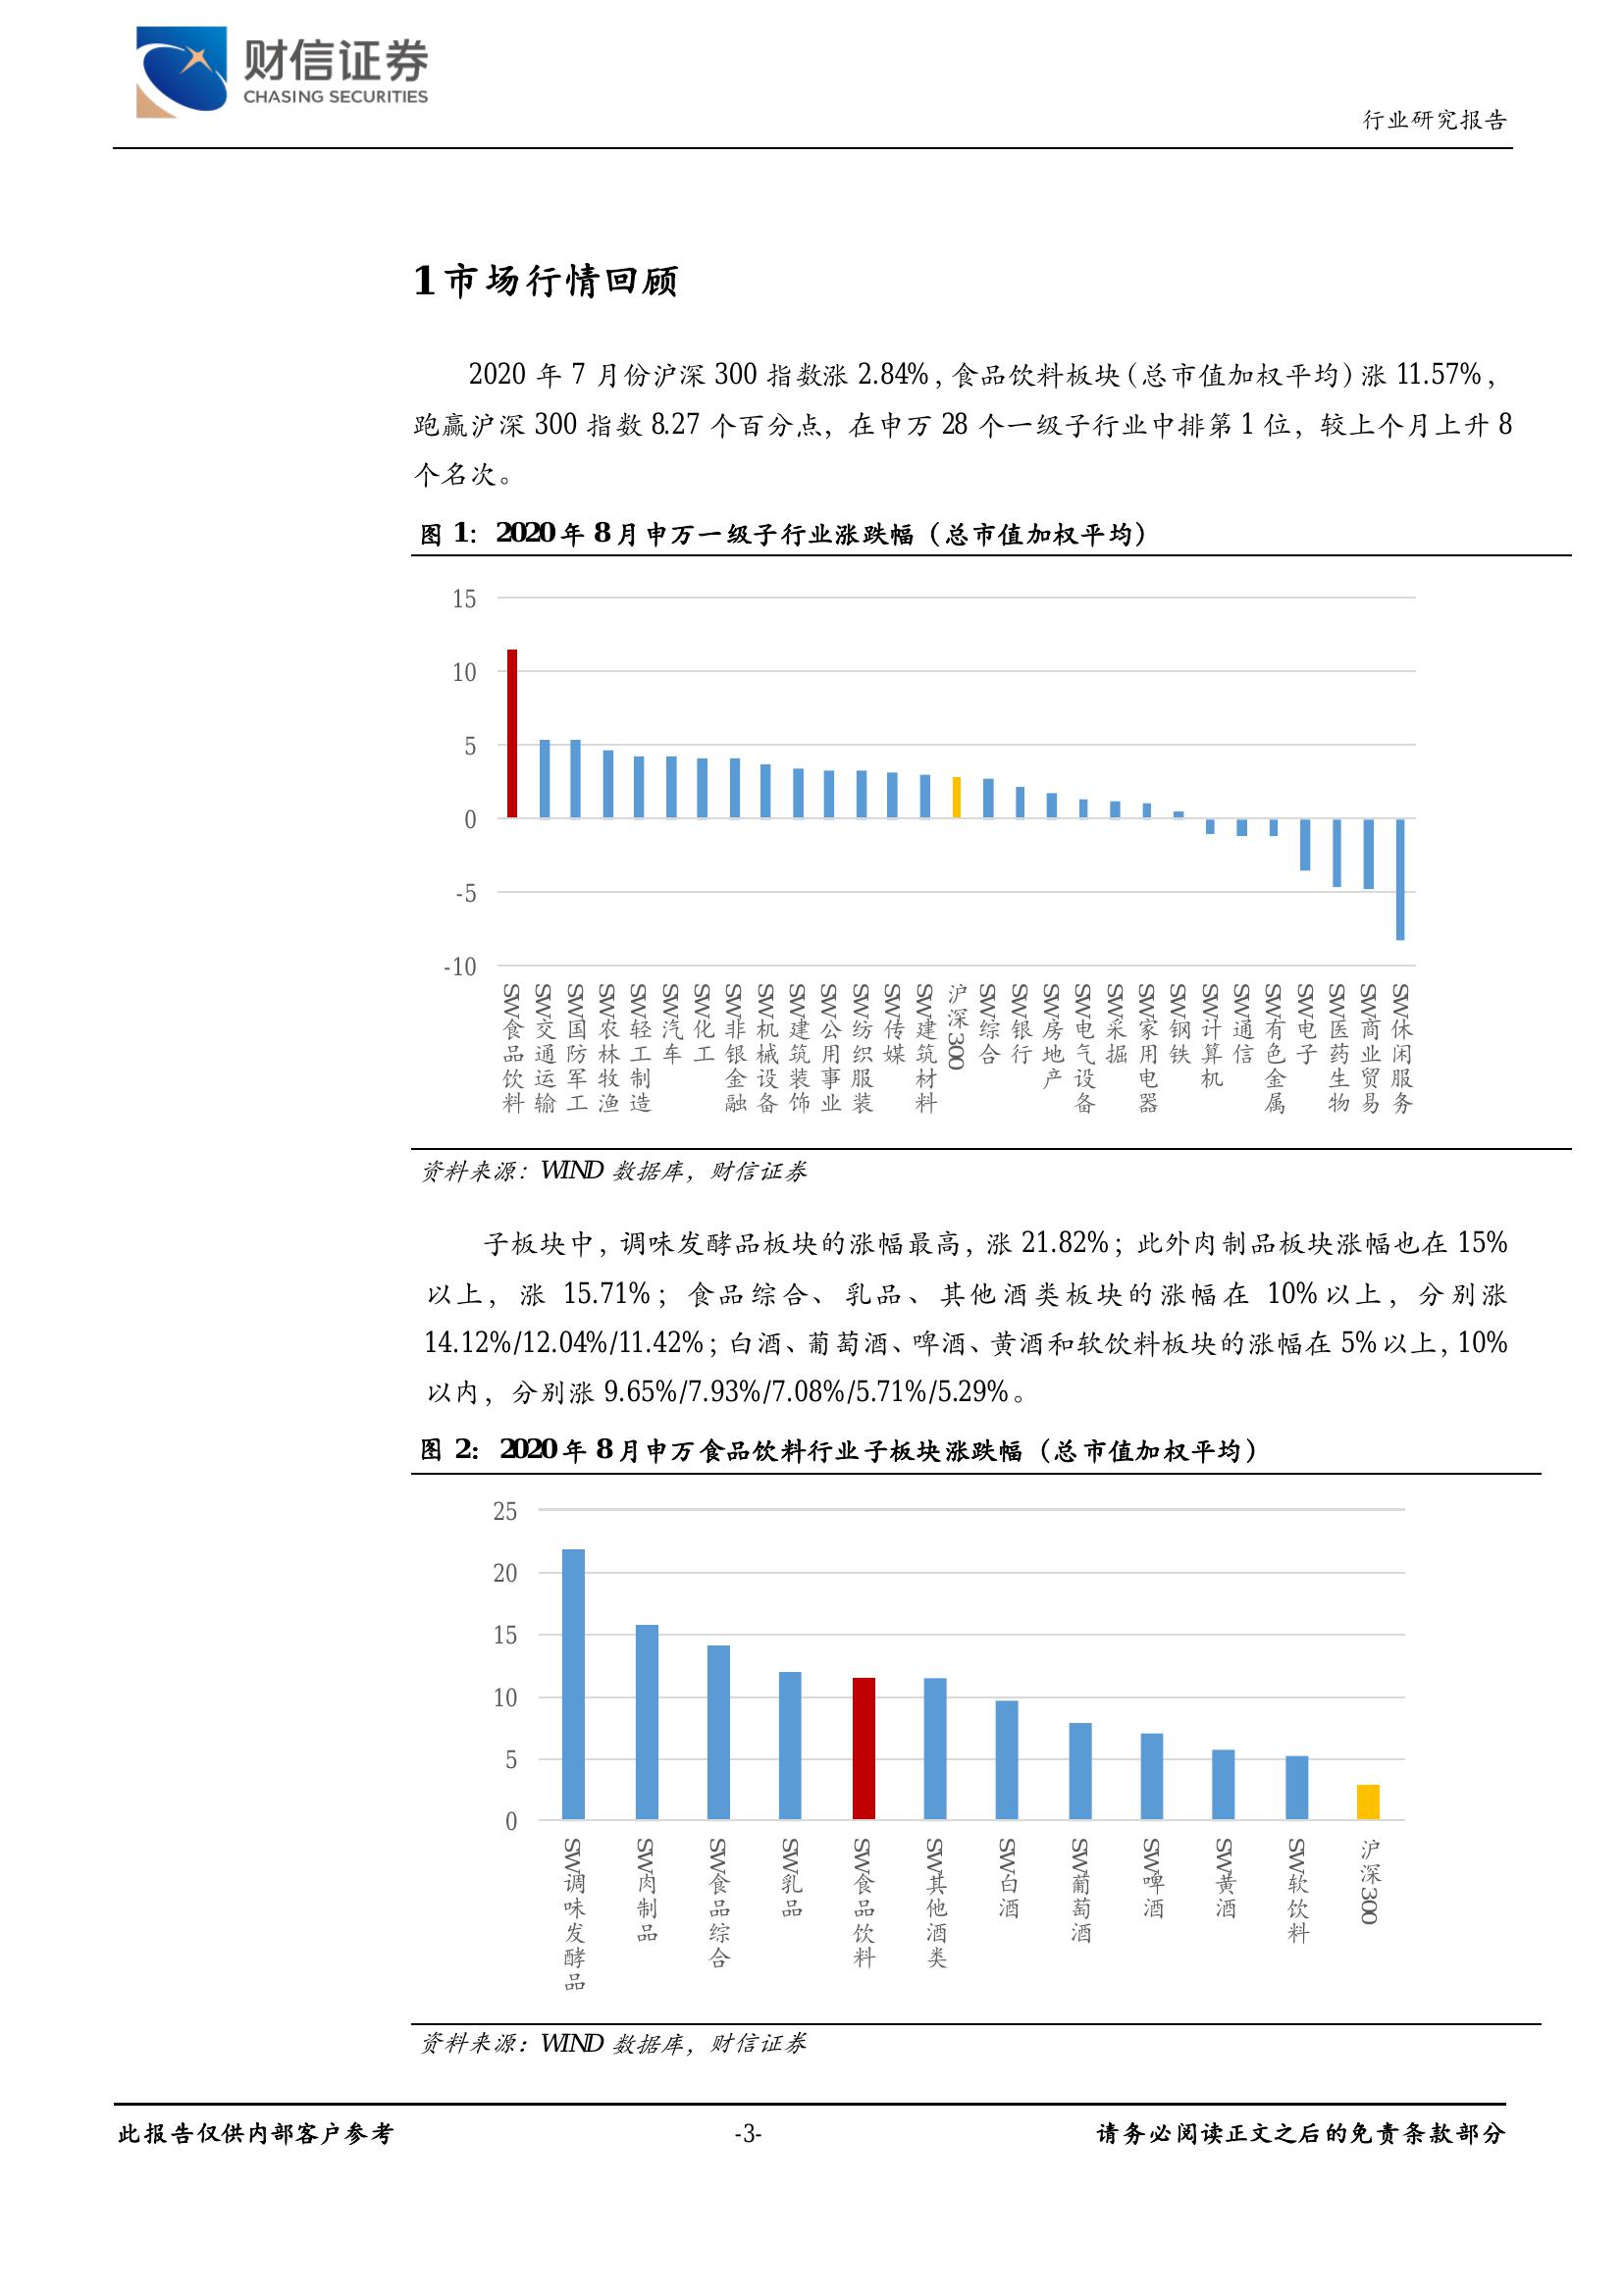 财信证券
CHASING SECURITIES
行业研究报告
1 市场行情回顾
2020 年 7 月份沪深 300 指数涨 2.84%，食品饮料板块（总市值加权平均）涨 11.57%，
跑赢沪深 300 指数 8.27 个百分点，在申万 28 个一级子行业中排第 1 位，较上个月上升 8
个名次。
图 1：2020 年 8 月申万一级子行业涨跌幅（总市值加权平均）
15
10
5
0
-5
-10
SW食品饮料
SW交通运输
SW国防军工
SW农林牧渔
SW轻工制造
SW汽车
SW化工
SW非银金融
SW机械设备
SW建筑装饰
SW公用事业
SW纺织服装
SW传媒
SW建筑材料
沪深300
SW综合
SW银行
SW房地产
SW电气设备
SW采掘
SW家用电器
SW钢铁
SW计算机
SW通信
SW有色金属
SW电子
SW医药生物
SW商业贸易
SW休闲服务
资料来源：WIND 数据库，财信证券
子板块中，调味发酵品板块的涨幅最高，涨 21.82%；此外肉制品板块涨幅也在 15%
以上，涨 15.71%；食品综合、乳品、其他酒类板块的涨幅在 10%以上，分别涨
14.12%/12.04%/11.42%；白酒、葡萄酒、啤酒、黄酒和软饮料板块的涨幅在 5%以上，10%
以内，分别涨 9.65%/7.93%/7.08%/5.71%/5.29%。
图 2：2020 年 8 月申万食品饮料行业子板块涨跌幅（总市值加权平均）
25
20
15
10
5
0
SW调味发酵品
SW肉制品
SW食品综合
SW乳品
SW食品饮料
SW其他酒类
SW白酒
SW葡萄酒
SW啤酒
SW黄酒
SW软饮料
沪深300
资料来源：WIND 数据库，财信证券
此报告仅供内部客户参考
-3-
请务必阅读正文之后的免责条款部分